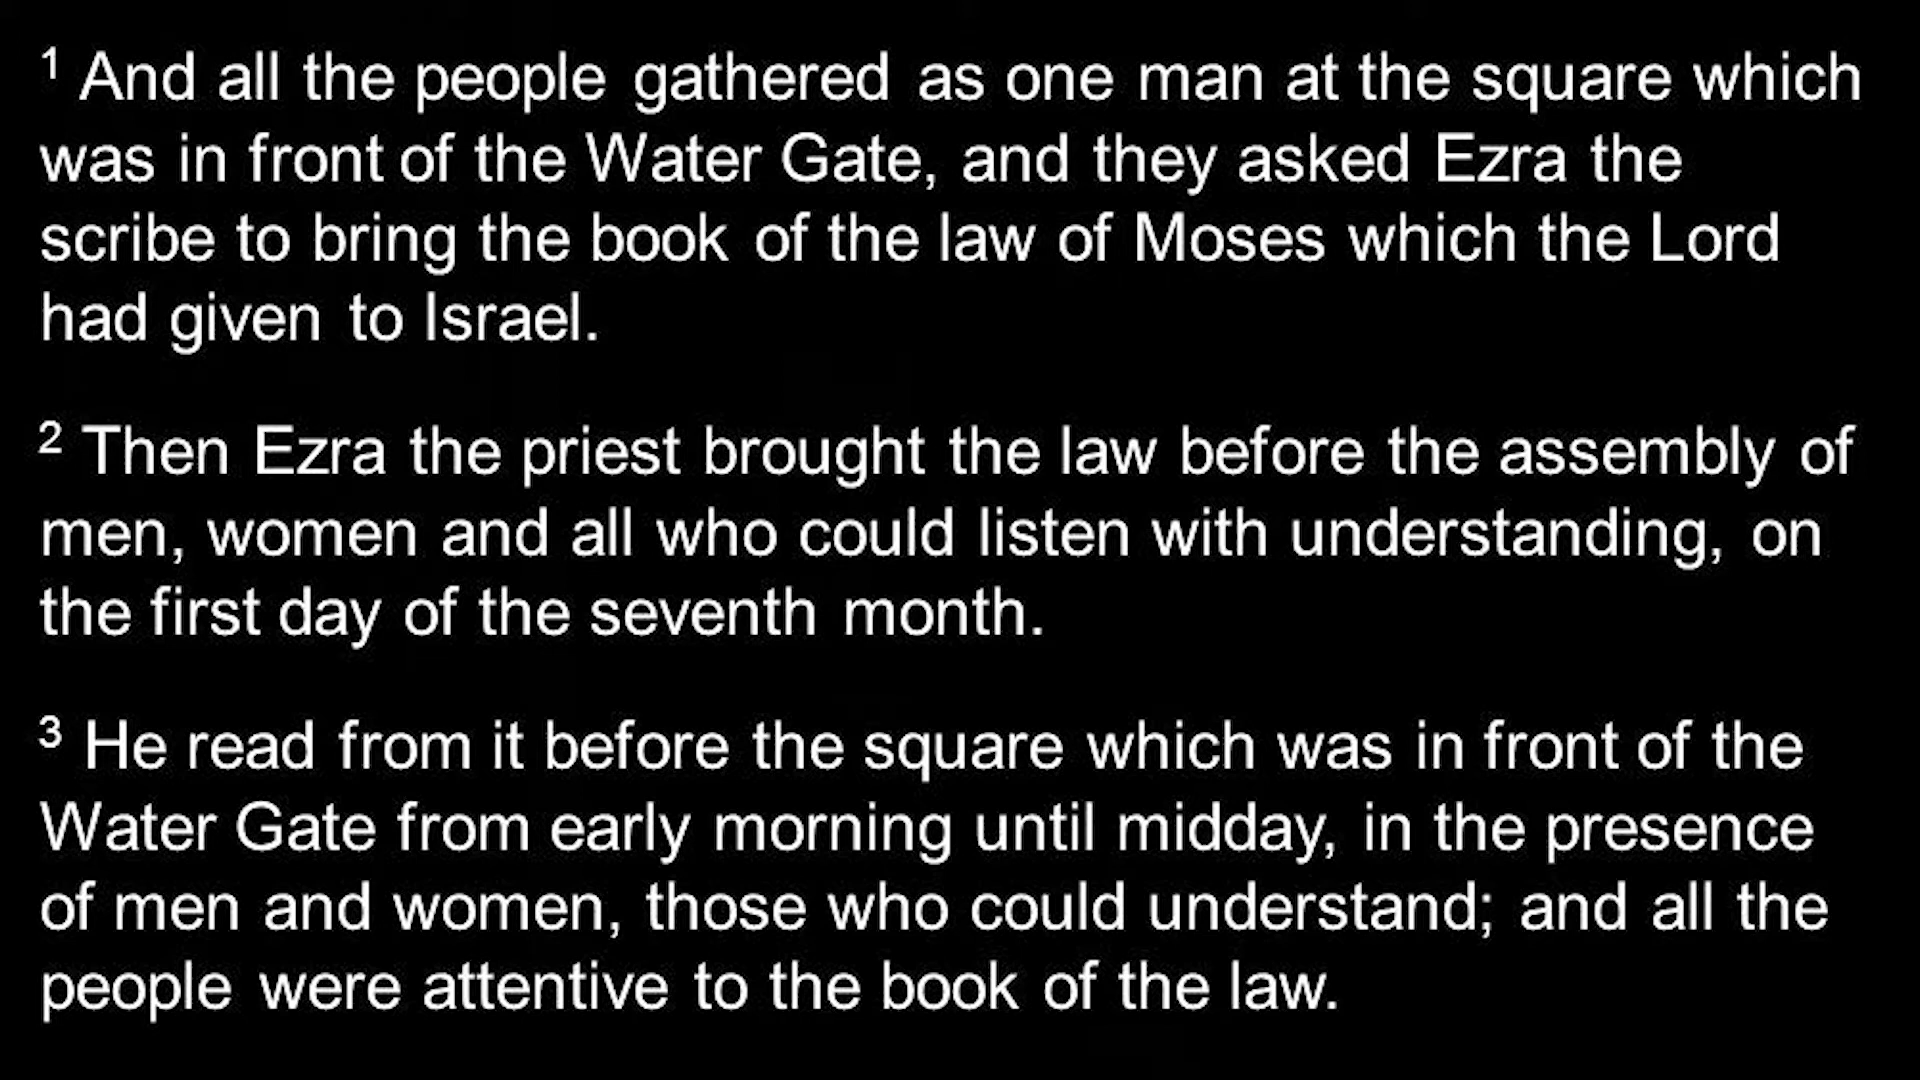 1 And all the people gathered as one man at the square which
was in front of the Water Gate, and they asked Ezra the
scribe to bring the book of the law of Moses which the Lord
had given to Israel.
2 Then Ezra the priest brought the law before the assembly of
men, women and all who could listen with understanding, on
the first day of the seventh month.
3 He read from it before the square which was in front of the
Water Gate from early morning until midday, in the presence
of men and women, those who could understand; and all the
people were attentive to the book of the law.